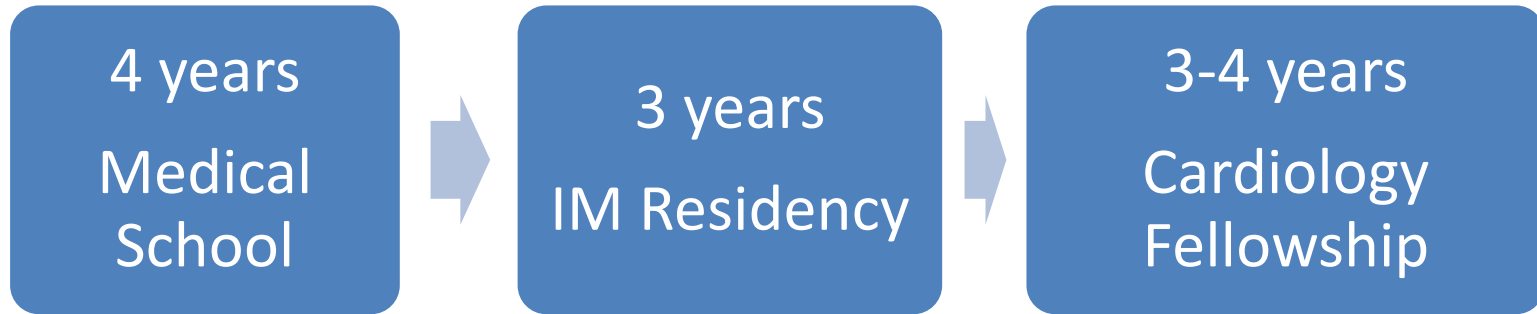 4 years
Medical
School
3 years
IM Residency
3-4 years
Cardiology
Fellowship